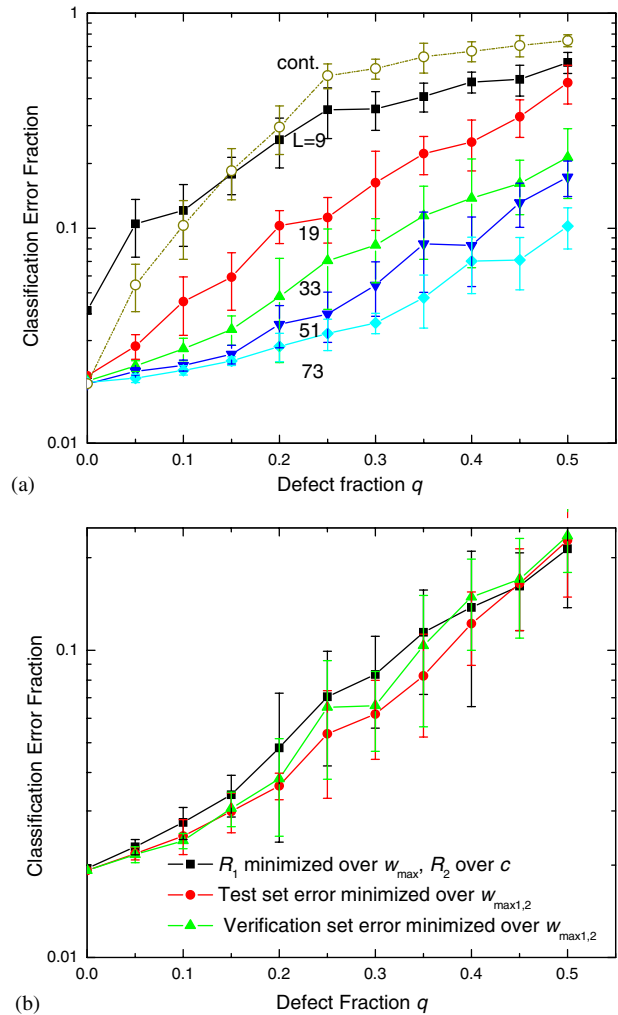 1
cont.
L=9
0.1
19
33
51
73
0.01
0.0 0.1 0.2 0.3 0.4 0.5
Classification Error Fraction
(a)
Defect fraction q
0.1
Classification Error Fraction
R1 minimized over wmax, R2 over c
Test set error minimized over wmax1,2
Verification set error minimized over wmax1,2
0.01
0.0 0.1 0.2 0.3 0.4 0.5
(b)
Defect Fraction q